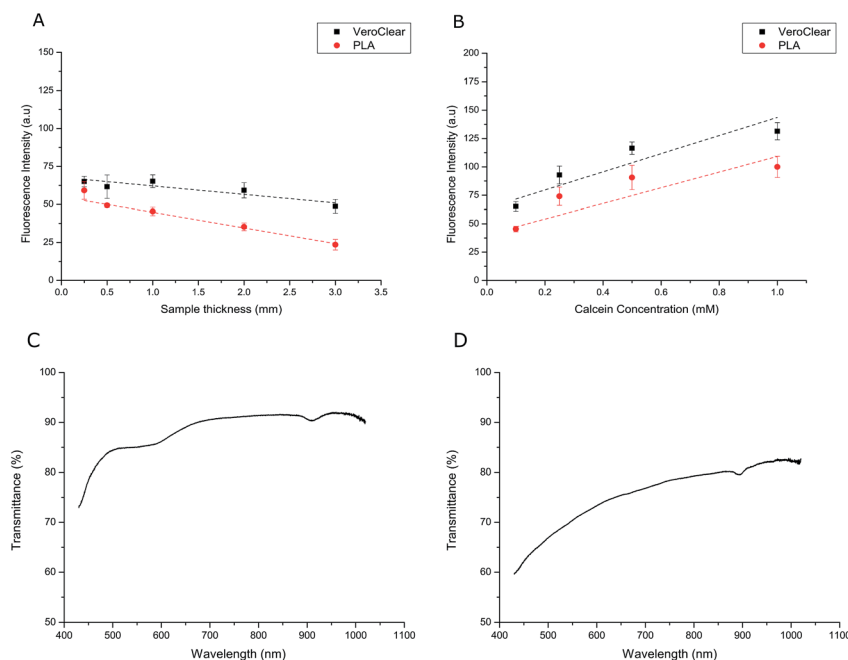 A
VeroClear
PLA
150
125
100
75
50
25
0
Fluorescence Intensity (a.u)
0.0 0.5 1.0 1.5 2.0 2.5 3.0 3.5
Sample thickness (mm)
B
VeroClear
PLA
200
175
150
125
100
75
50
25
0
Fluorescence Intensity (a.u)
0.0 0.2 0.4 0.6 0.8 1.0
Calcein Concentration (mM)
C
100
90
80
70
60
50
Transmittance (%)
400 500 600 700 800 900 1000 1100
Wavelength (nm)
D
100
90
80
70
60
50
Transmittance (%)
400 500 600 700 800 900 1000 1100
Wavelength (nm)